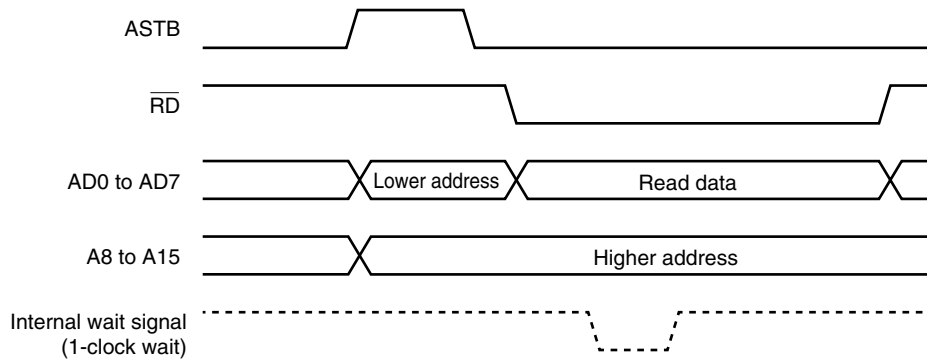 ASTB
RD
AD0 to AD7
Lower address
Read data
A8 to A15
Higher address
Internal wait signal
(1-clock wait)